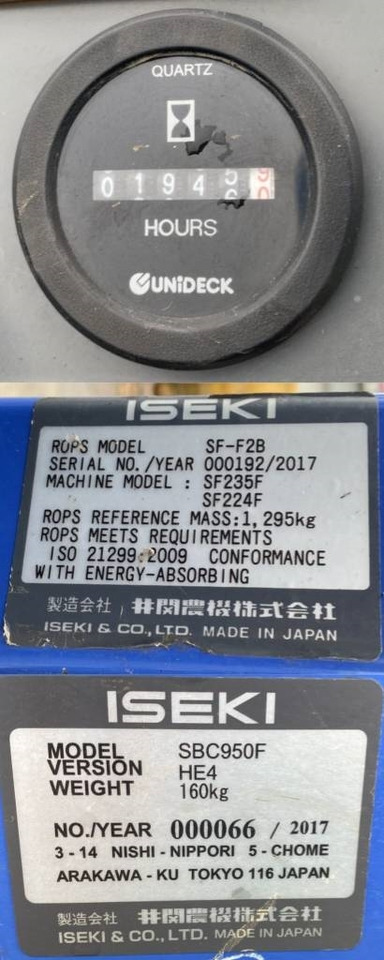 QUARTZ
0 1 9 4
HOURS
UNiDECK
ISEKI
ROPS MODEL SF-F2B
SERIAL NO./YEAR 000192/2017
MACHINE MODEL : SF235F
SF224F
ROPS REFERENCE MASS:1,295kg
ROPS MEETS REQUIREMENTS
ISO 21299:2009 CONFORMANCE
WITH ENERGY-ABSORBING
製造会社 井関農機株式会社
ISEKI & CO.,LTD. MADE IN JAPAN
ISEKI
MODEL SBC950F
VERSION HE4
WEIGHT 160kg
NO./YEAR 000066 / 2017
3-14 NISHI-NIPPORI 5-CHOME
ARAKAWA-KU TOKYO 116 JAPAN
製造会社 井関農機株式会社
ISEKI & CO.,LTD. MADE IN JAPAN